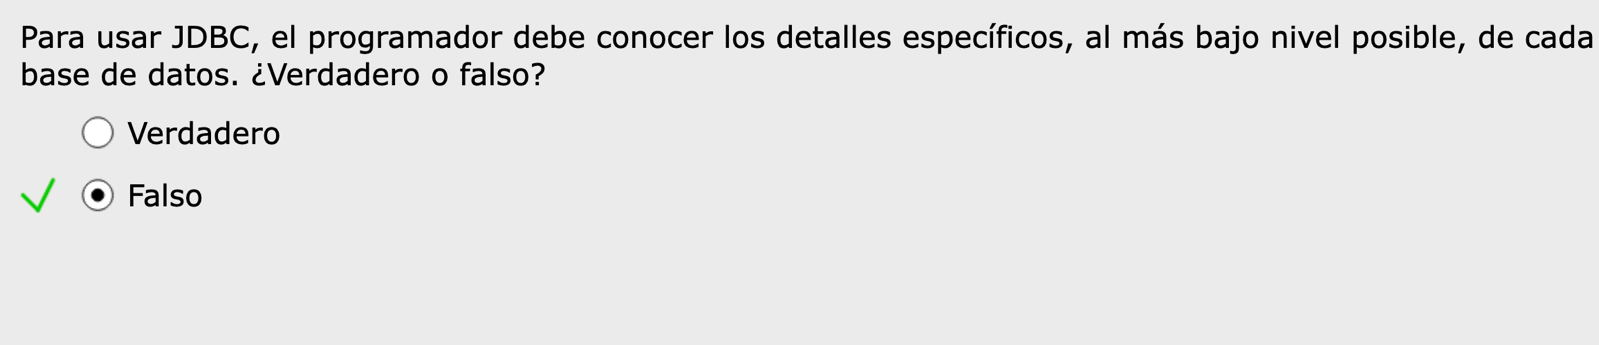 Para usar JDBC, el programador debe conocer los detalles específicos, al más bajo nivel posible, de cada
base de datos. ¿Verdadero o falso?
Verdadero
Falso